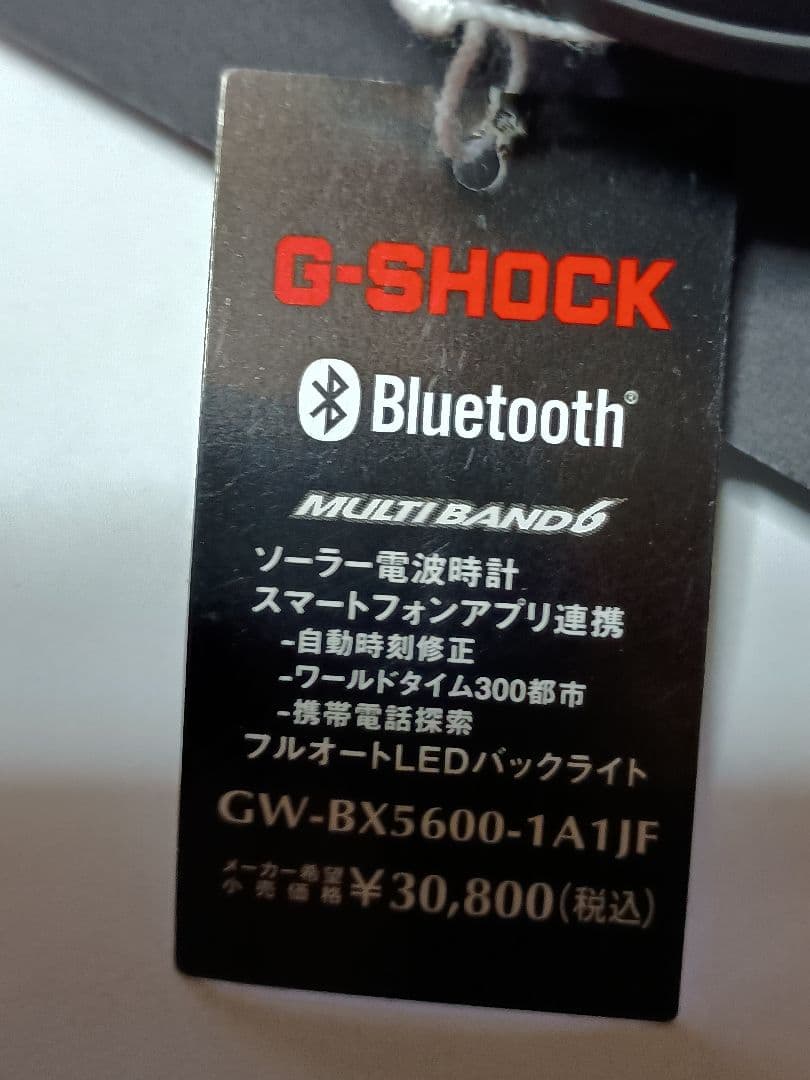 G-SHOCK
Bluetooth®
MULTI BAND 6
ソーラー電波時計
スマートフォンアプリ連携
-自動時刻修正
-ワールドタイム300都市
-携帯電話探索
フルオートLEDバックライト
GW-BX5600-1A1JF
メーカー希望
小売価格 ¥30,800(税込)